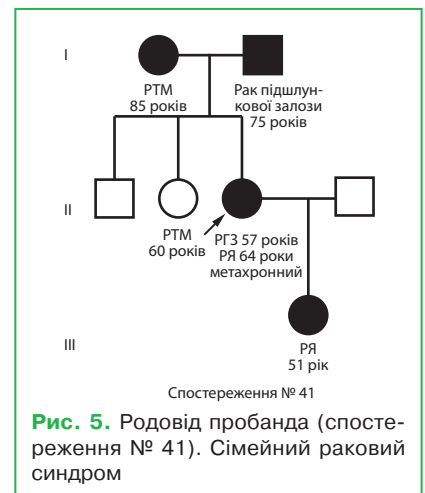 I
РТМ
85 років
Рак підшлун-
кової залози
75 років
II
РТМ
60 років
РГЗ 57 років
РЯ 64 роки
метахронний
III
РЯ
51 рік
Спостереження № 41
Рис. 5. Родовід пробанда (спосте-
реження № 41). Сімейний раковий
синдром